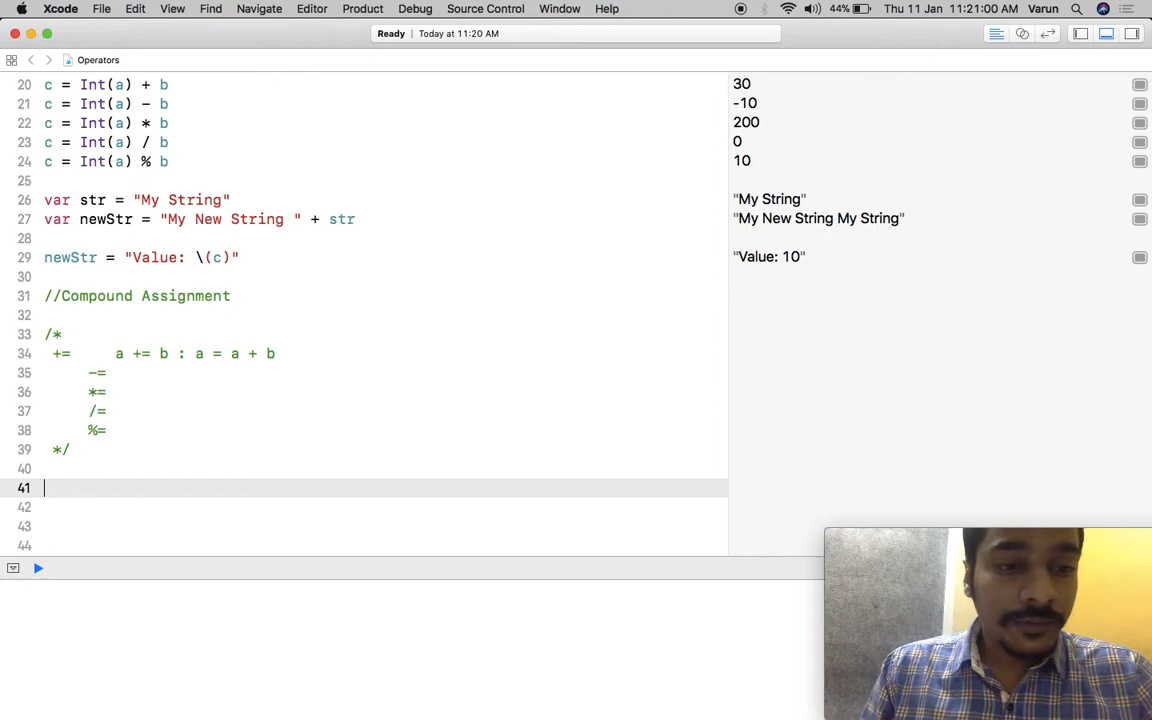 Xcode File Edit View Find Navigate Editor Product Debug Source Control Window Help 44% Thu 11 Jan 11:21:00 AM Varun
Ready | Today at 11:20 AM
Operators
20 c = Int(a) + b 30
21 c = Int(a) - b -10
22 c = Int(a) * b 200
23 c = Int(a) / b 0
24 c = Int(a) % b 10
25
26 var str = "My String" "My String"
27 var newStr = "My New String " + str "My New String My String"
28
29 newStr = "Value: \(c)" "Value: 10"
30
31 //Compound Assignment
32
33 /*
34 += a += b : a = a + b
35 -=
36 *=
37 /=
38 %=
39 */
40
41
42
43
44